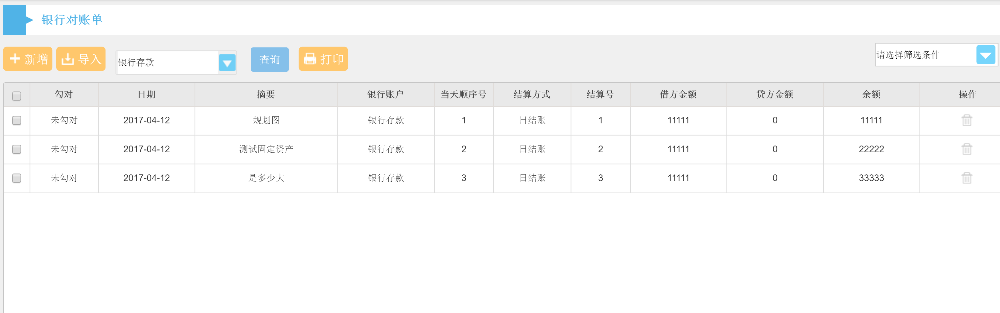 银行对账单
新增 导入 银行存款 查询 打印 请选择筛选条件
勾对 日期 摘要 银行账户 当天顺序号 结算方式 结算号 借方金额 贷方金额 余额 操作
未勾对 2017-04-12 规划图 银行存款 1 日结账 1 11111 0 11111
未勾对 2017-04-12 测试固定资产 银行存款 2 日结账 2 11111 0 22222
未勾对 2017-04-12 是多少大 银行存款 3 日结账 3 11111 0 33333